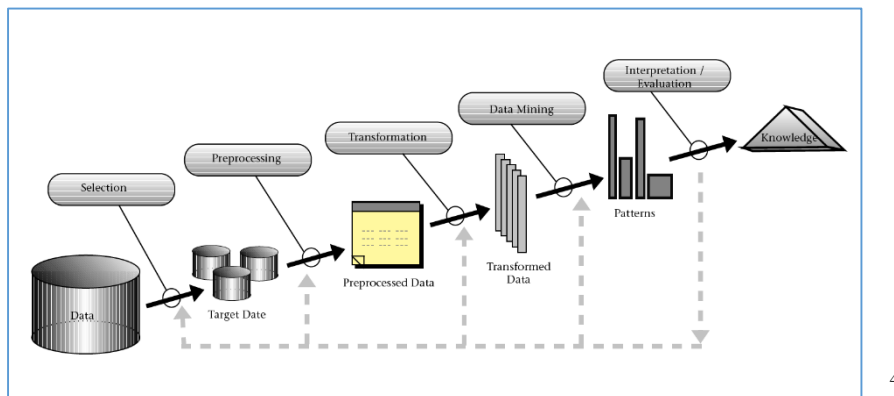 Interpretation /
Evaluation
Data Mining
Transformation
Preprocessing
Selection
Knowledge
Patterns
Transformed
Data
Preprocessed Data
Target Date
Data
4